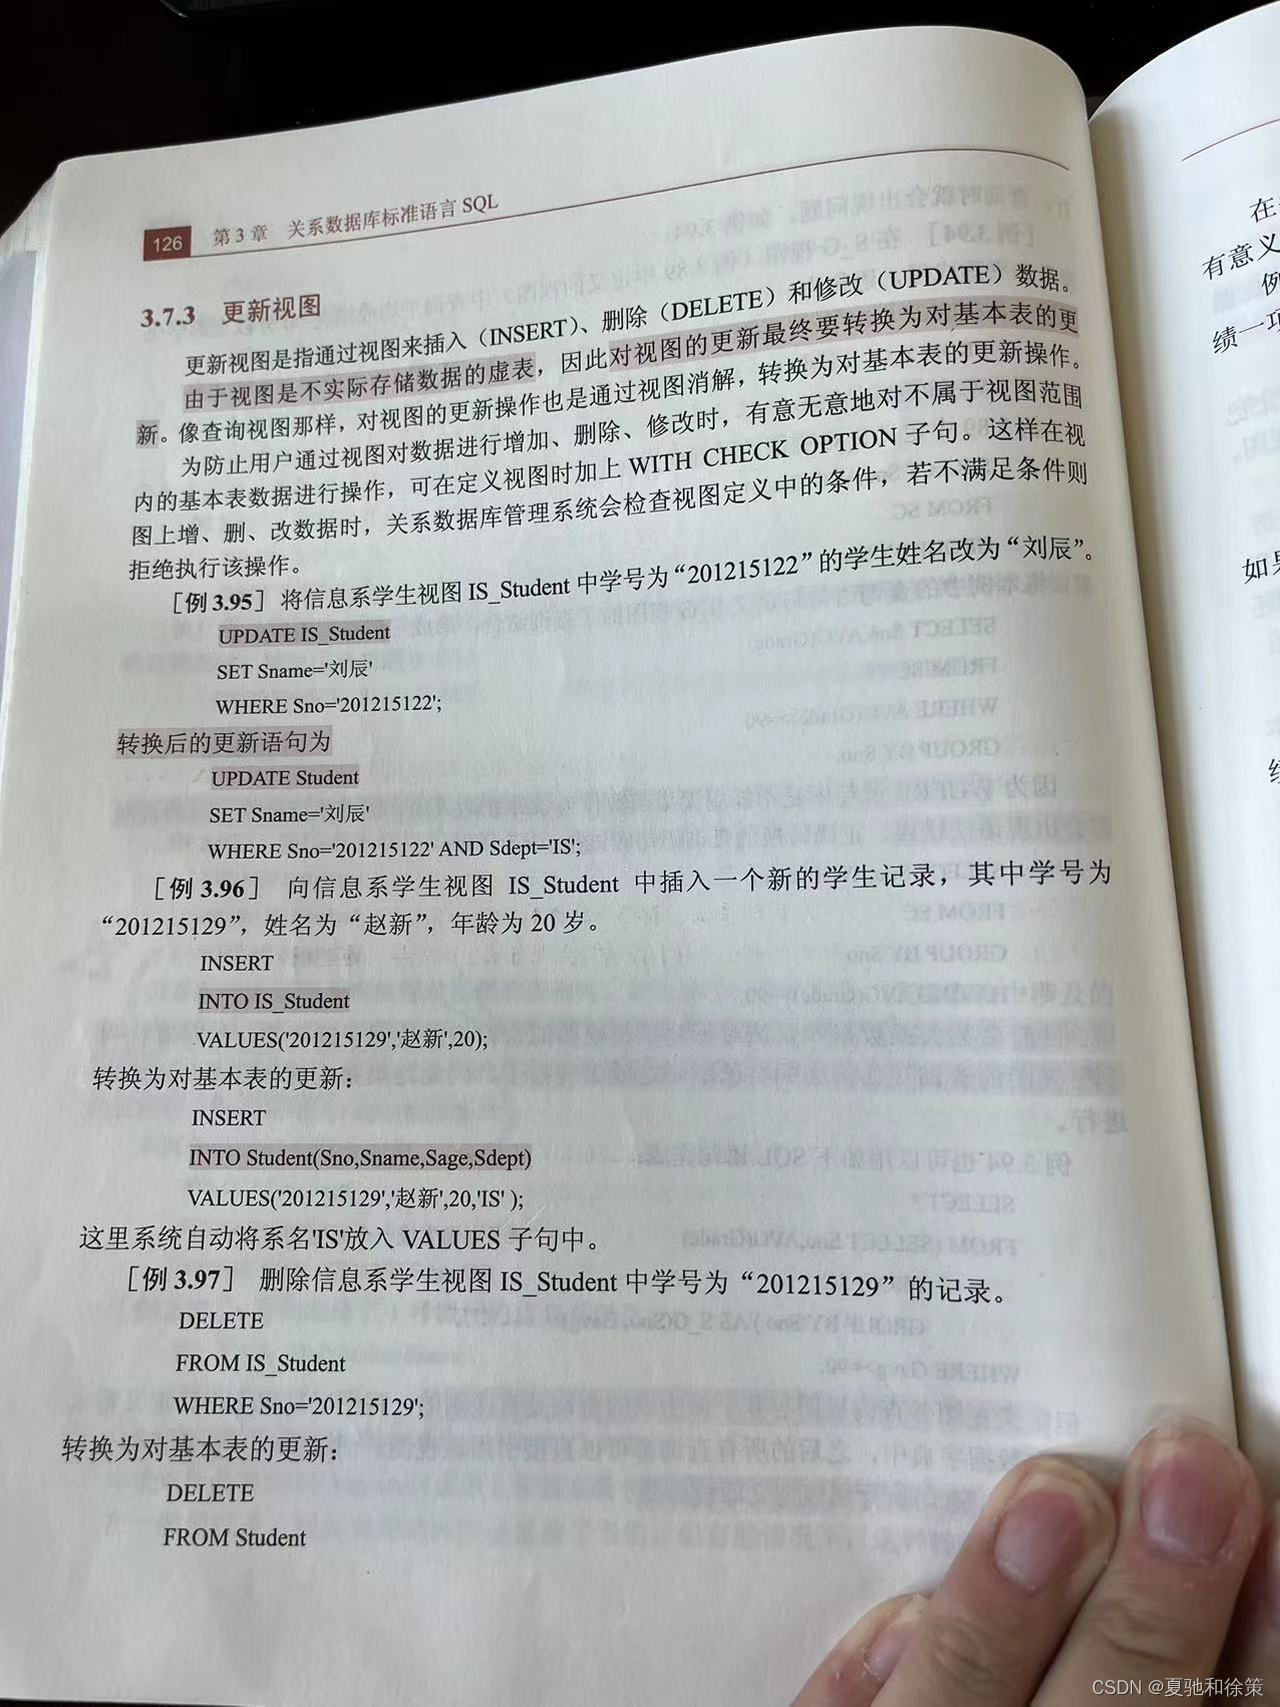 126 第 3 章 关系数据库标准语言 SQL
3.7.3 更新视图
更新视图是指通过视图来插入（INSERT）、删除（DELETE）和修改（UPDATE）数据。
由于视图是不实际存储数据的虚表，因此对视图的更新最终要转换为对基本表的更
新。像查询视图那样，对视图的更新操作也是通过视图消解，转换为对基本表的更新操作。
为防止用户通过视图对数据进行增加、删除、修改时，有意无意地对不属于视图范围
内的基本表数据进行操作，可在定义视图时加上 WITH CHECK OPTION 子句。这样在视
图上增、删、改数据时，关系数据库管理系统会检查视图定义中的条件，若不满足条件则
拒绝执行该操作。
［例 3.95］ 将信息系学生视图 IS_Student 中学号为“201215122”的学生姓名改为“刘辰”。
UPDATE IS_Student
SET Sname='刘辰'
WHERE Sno='201215122';
转换后的更新语句为
UPDATE Student
SET Sname='刘辰'
WHERE Sno='201215122' AND Sdept='IS';
［例 3.96］ 向信息系学生视图 IS_Student 中插入一个新的学生记录，其中学号为
“201215129”，姓名为“赵新”，年龄为 20 岁。
INSERT
INTO IS_Student
VALUES('201215129','赵新',20);
转换为对基本表的更新：
INSERT
INTO Student(Sno,Sname,Sage,Sdept)
VALUES('201215129','赵新',20,'IS' );
这里系统自动将系名'IS'放入 VALUES 子句中。
［例 3.97］ 删除信息系学生视图 IS_Student 中学号为“201215129”的记录。
DELETE
FROM IS_Student
WHERE Sno='201215129';
转换为对基本表的更新：
DELETE
FROM Student
在
有意义
例
绩一项
如果
CSDN @夏驰和徐策